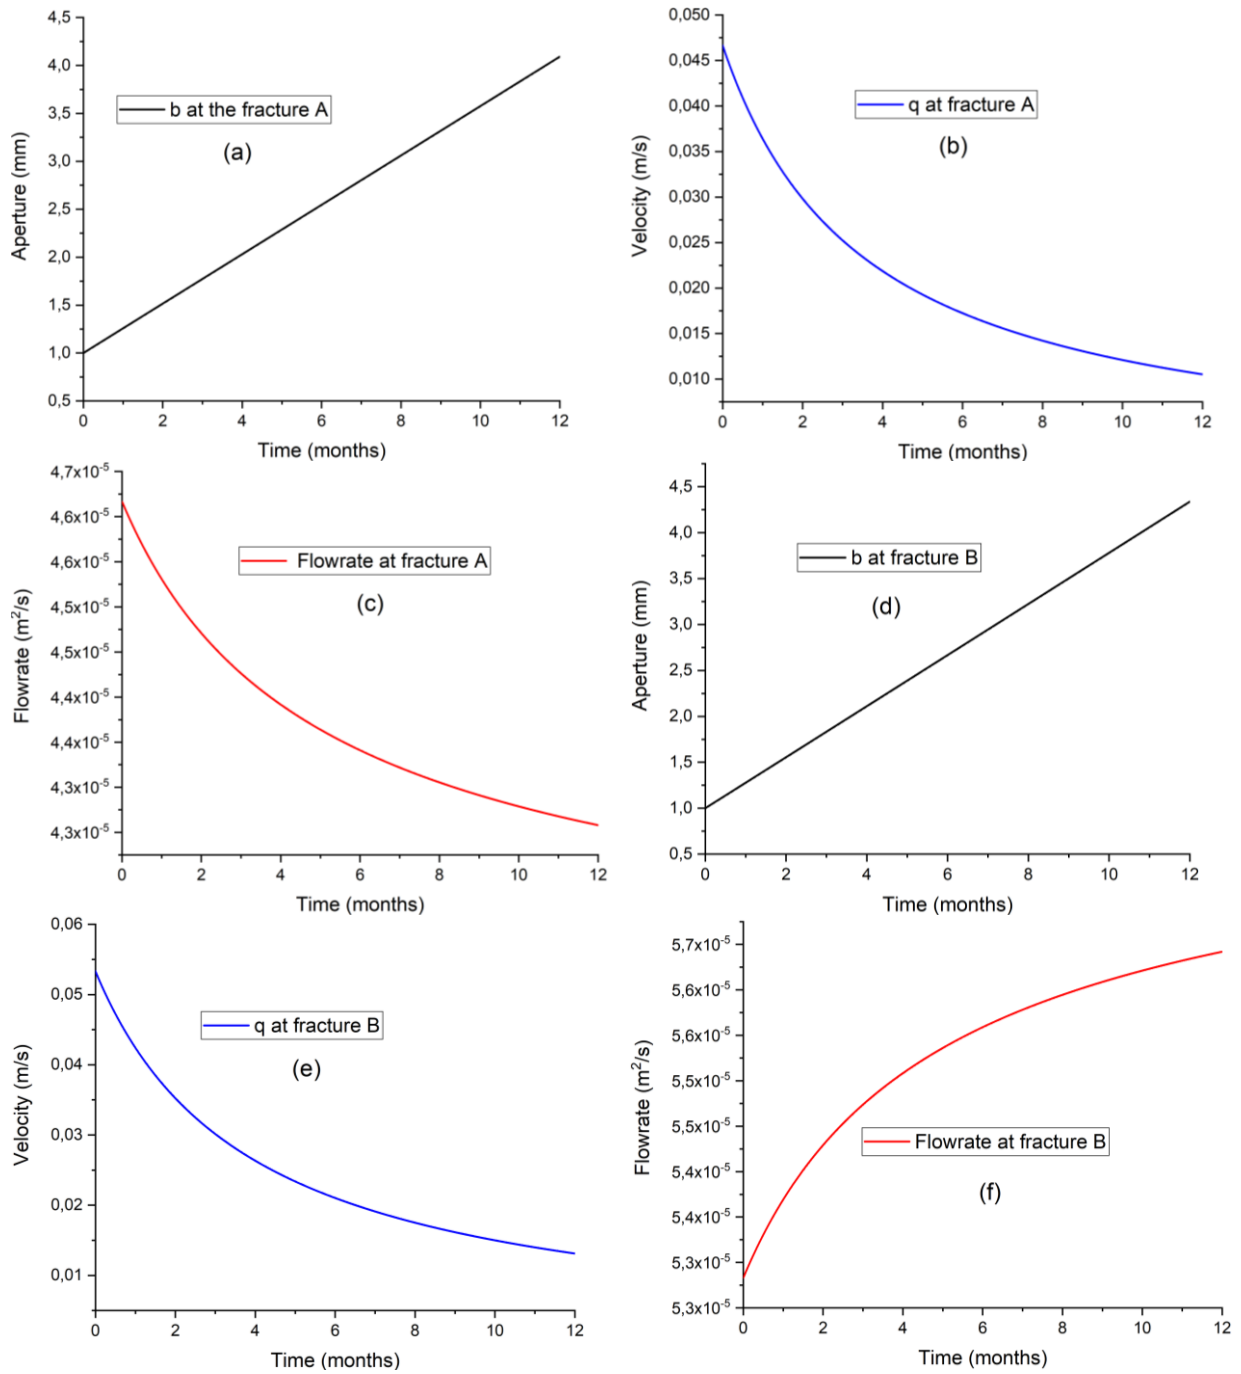 4,5
4,0
3,5
3,0
2,5
2,0
1,5
1,0
0,5
Aperture (mm)
b at the fracture A
(a)
0 2 4 6 8 10 12
Time (months)
0,050
0,045
0,040
0,035
0,030
0,025
0,020
0,015
0,010
Velocity (m/s)
q at fracture A
(b)
0 2 4 6 8 10 12
Time (months)
4,7x10⁻⁵
4,6x10⁻⁵
4,6x10⁻⁵
4,5x10⁻⁵
4,5x10⁻⁵
4,4x10⁻⁵
4,4x10⁻⁵
4,3x10⁻⁵
4,3x10⁻⁵
Flowrate (m²/s)
Flowrate at fracture A
(c)
0 2 4 6 8 10 12
Time (months)
4,5
4,0
3,5
3,0
2,5
2,0
1,5
1,0
0,5
Aperture (mm)
b at fracture B
(d)
0 2 4 6 8 10 12
Time (months)
0,06
0,05
0,04
0,03
0,02
0,01
Velocity (m/s)
q at fracture B
(e)
0 2 4 6 8 10 12
Time (months)
5,7x10⁻⁵
5,6x10⁻⁵
5,6x10⁻⁵
5,5x10⁻⁵
5,5x10⁻⁵
5,4x10⁻⁵
5,4x10⁻⁵
5,3x10⁻⁵
5,3x10⁻⁵
Flowrate (m²/s)
Flowrate at fracture B
(f)
0 2 4 6 8 10 12
Time (months)